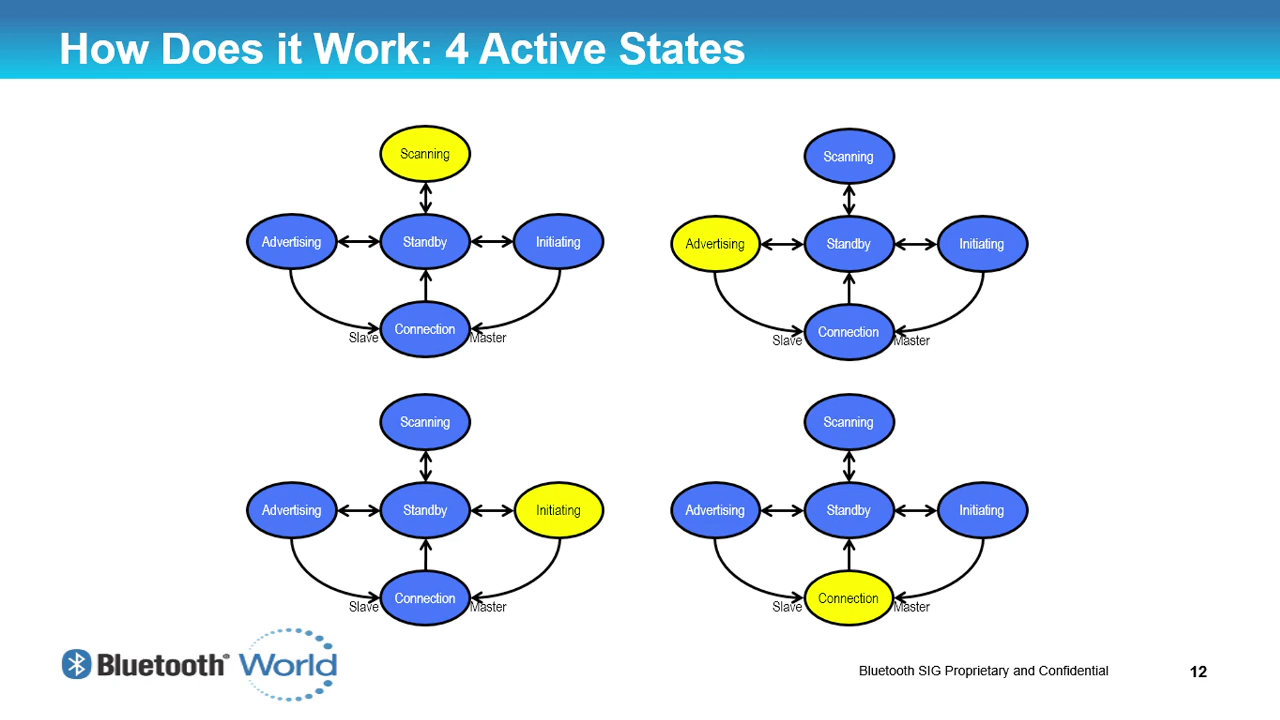 How Does it Work: 4 Active States
Scanning
Advertising
Standby
Initiating
Slave
Connection
Master
Scanning
Advertising
Standby
Initiating
Slave
Connection
Master
Scanning
Advertising
Standby
Initiating
Slave
Connection
Master
Scanning
Advertising
Standby
Initiating
Slave
Connection
Master
Bluetooth® World
Bluetooth SIG Proprietary and Confidential
12